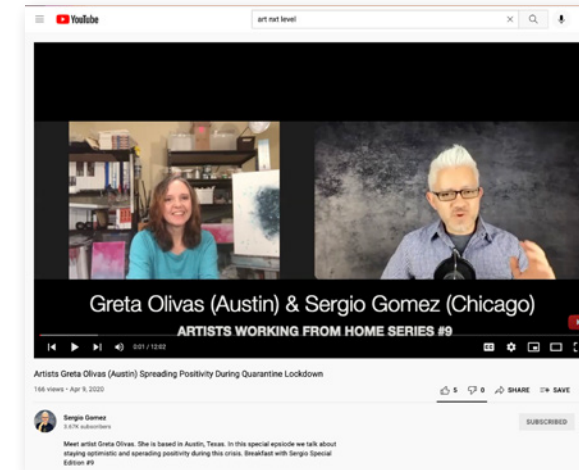 YouTube
art nxt level
Greta Olivas (Austin) & Sergio Gomez (Chicago)
ARTISTS WORKING FROM HOME SERIES #9
0:01 / 12:02
Artists Greta Olivas (Austin) Spreading Positivity During Quarantine Lockdown
166 views • Apr 9, 2020
5
0
SHARE
SAVE
Sergio Gomez
3.67K subscribers
SUBSCRIBED
Meet artist Greta Olivas. She is based in Austin, Texas. In this special epsiode we talk about
staying optimistic and sperading positivity during this crisis. Breakfast with Sergio Special
Edition #9